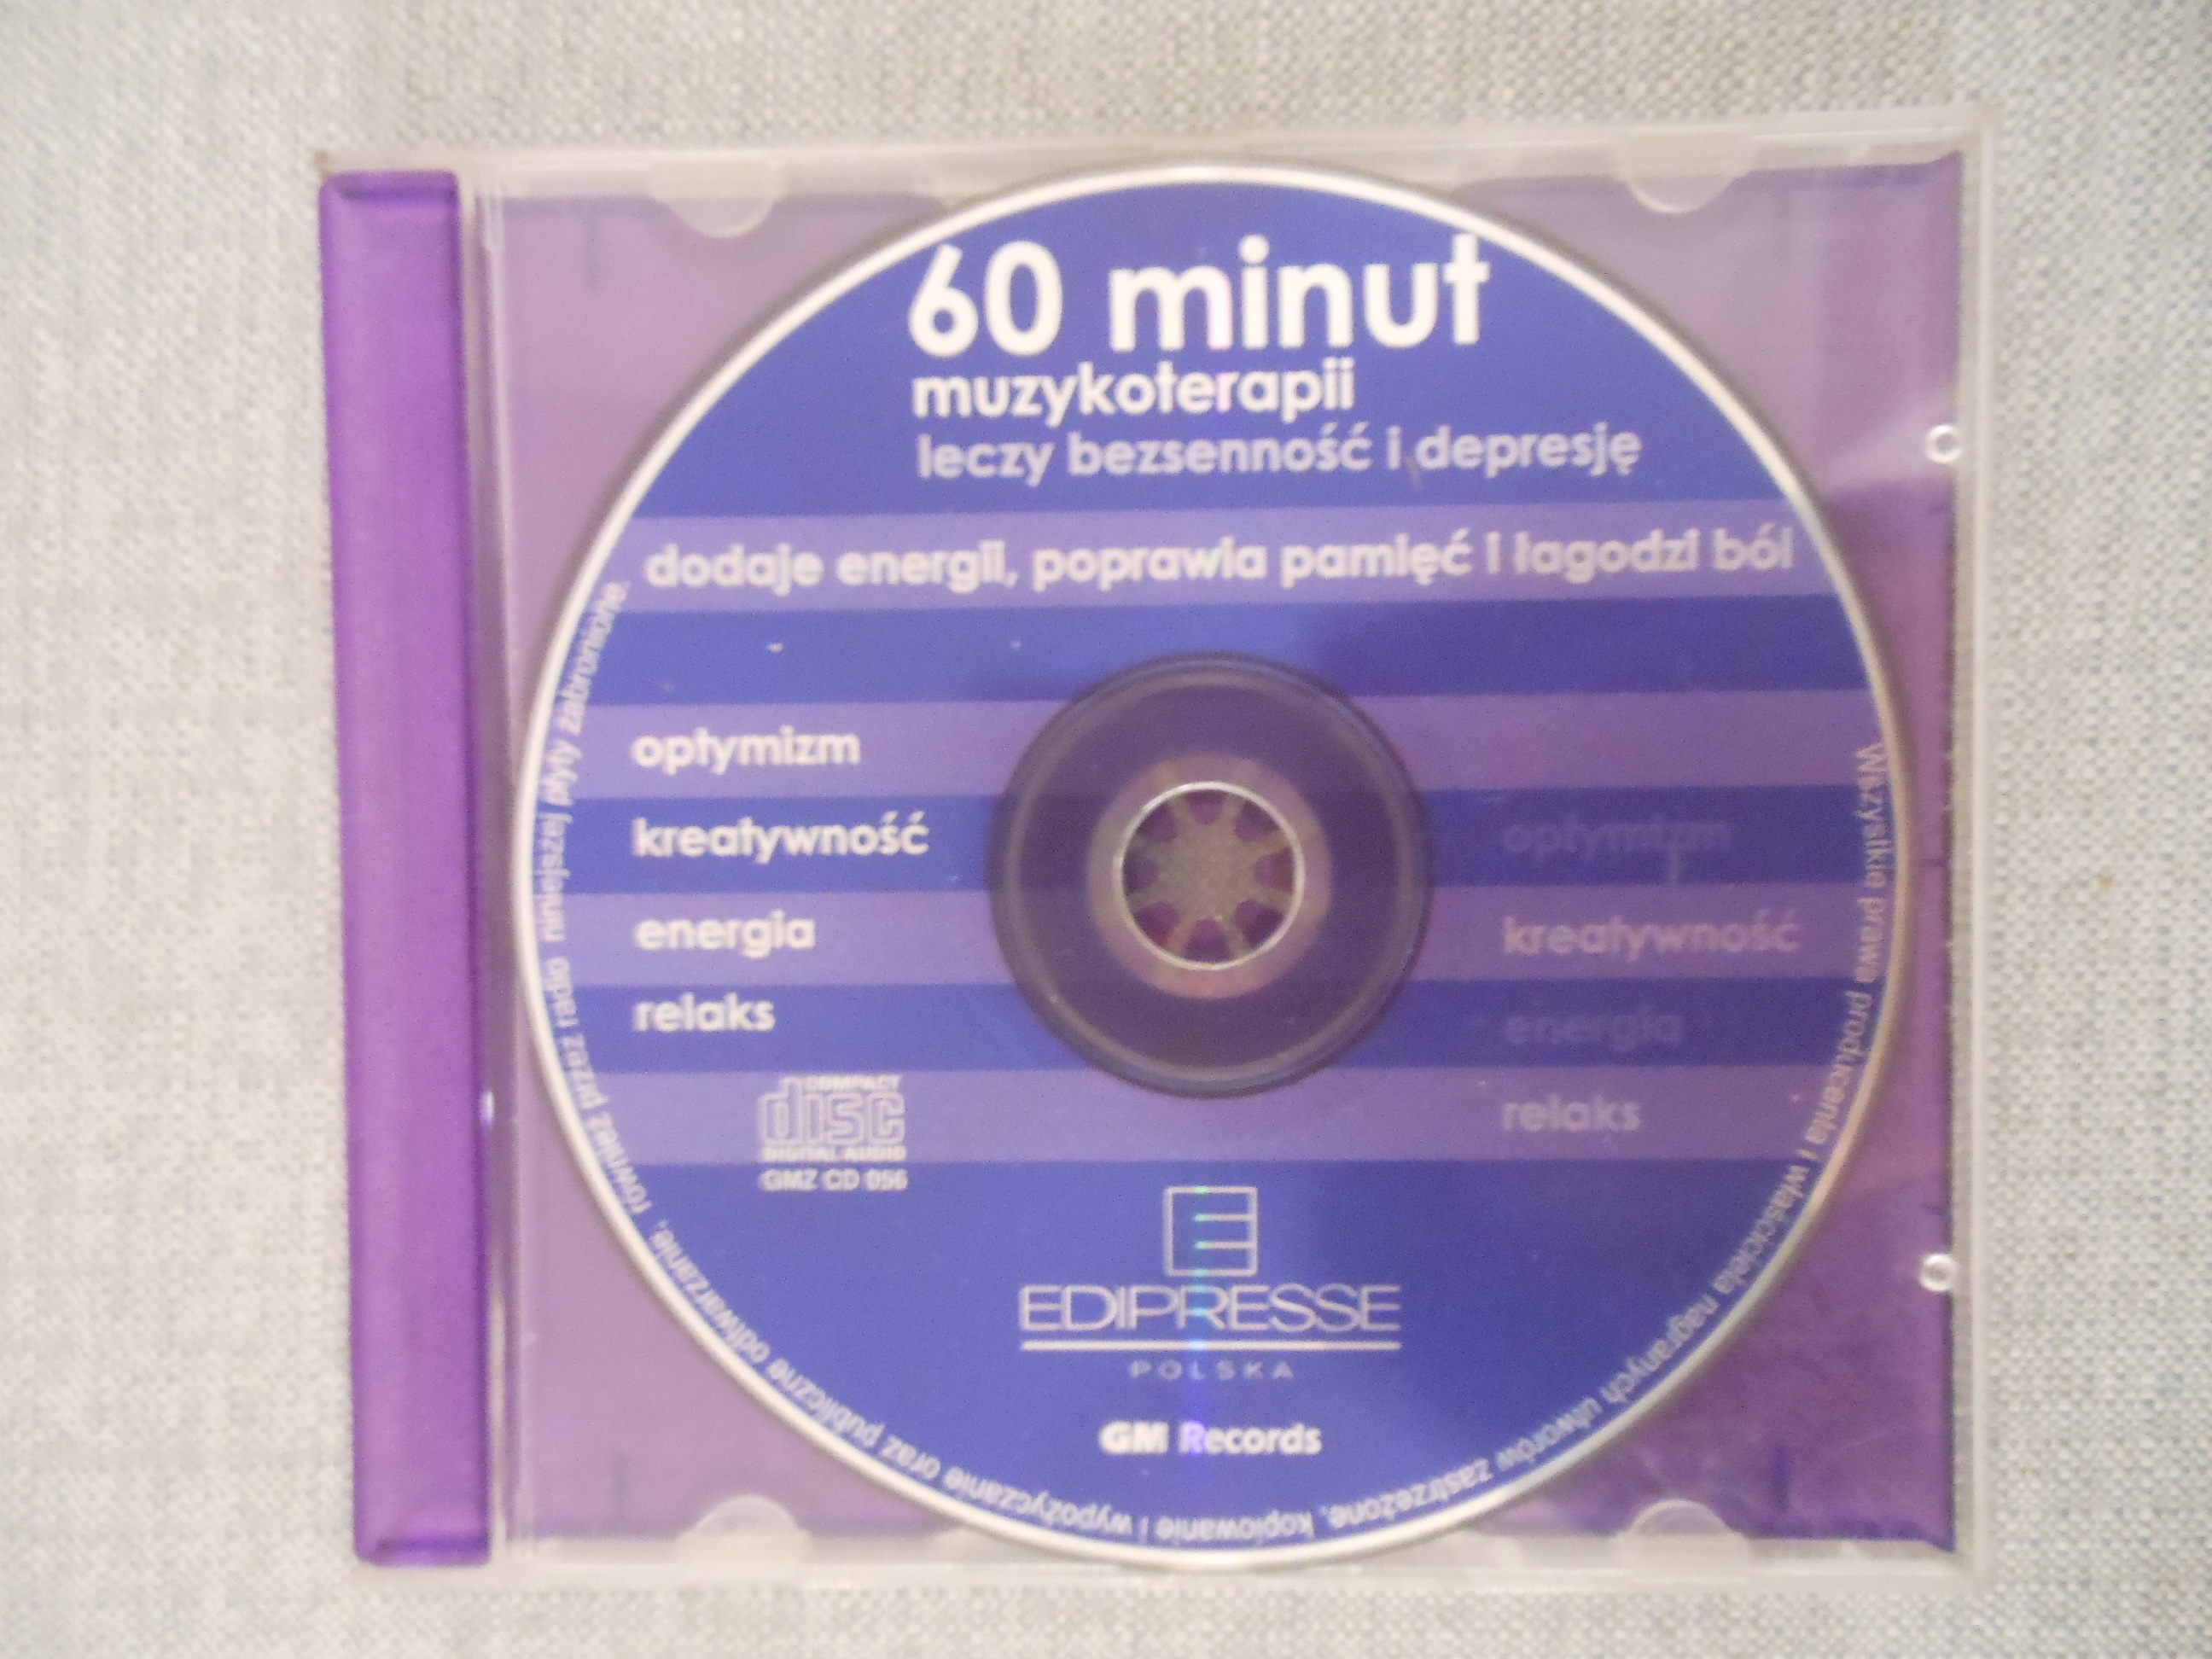 60 minut
muzykoterapii
leczy bezsenność i depresję
dodaje energii, poprawia pamięć i łagodzi ból
optymizm
kreatywność
energia
relaks
optymizm
kreatywność
energia
relaks
COMPACT
disc
DIGITAL AUDIO
GMZ CD 056
E
EDIPRESSE
POLSKA
GM Records
Wszystkie prawa producenta i właściciela nagranych utworów zastrzeżone, kopiowanie i wypożyczanie oraz publiczne odtwarzanie, również przez radio niniejszej płyty zabronione.